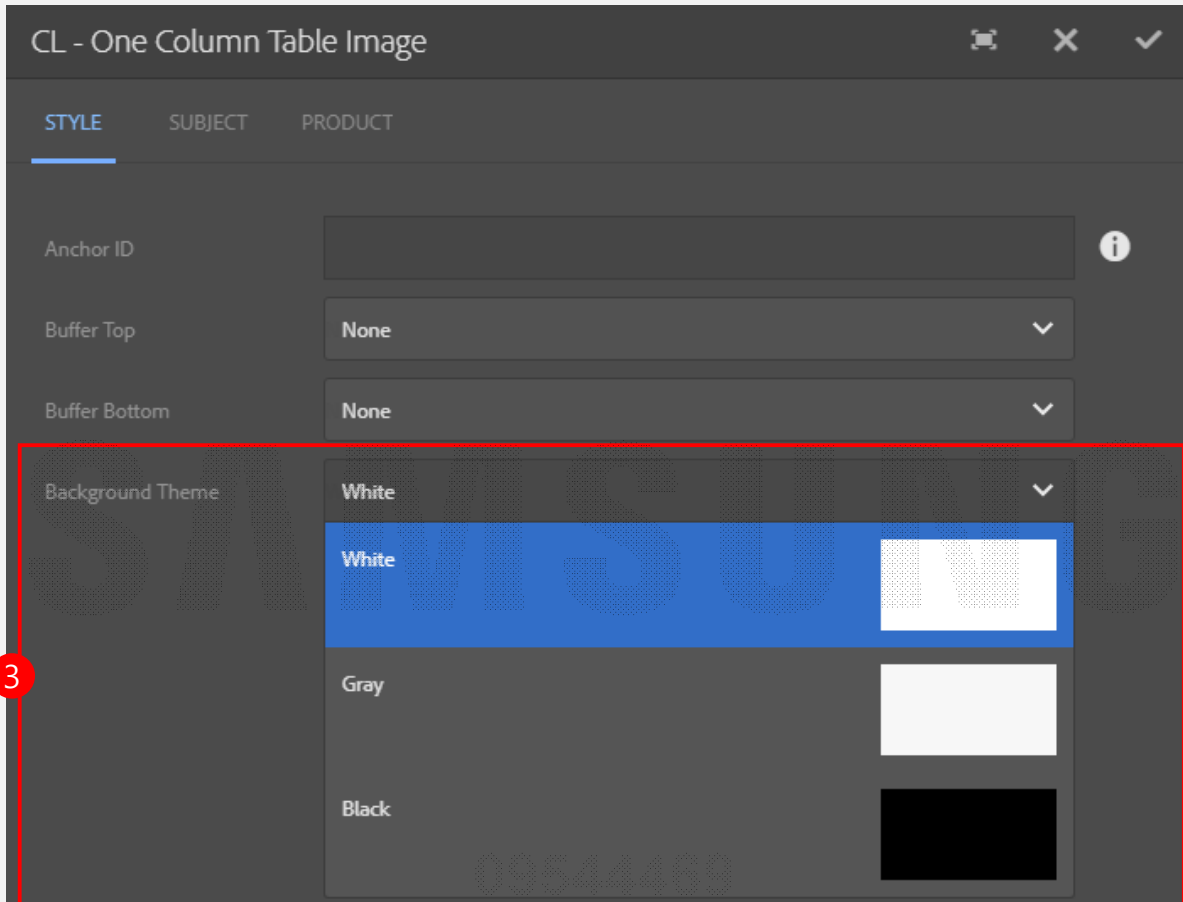 CL - One Column Table Image
STYLE SUBJECT PRODUCT
Anchor ID
Buffer Top None
Buffer Bottom None
SAMSUNG
Background Theme White
White
3
Gray
Black
09544469